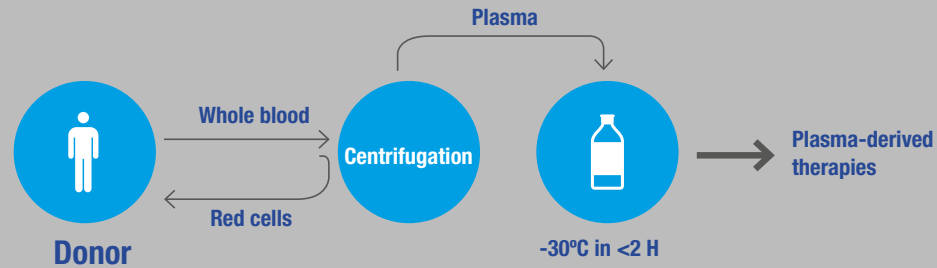 Plasma
Whole blood
Centrifugation
Plasma-derived
therapies
Red cells
Donor
-30ºC in <2 H